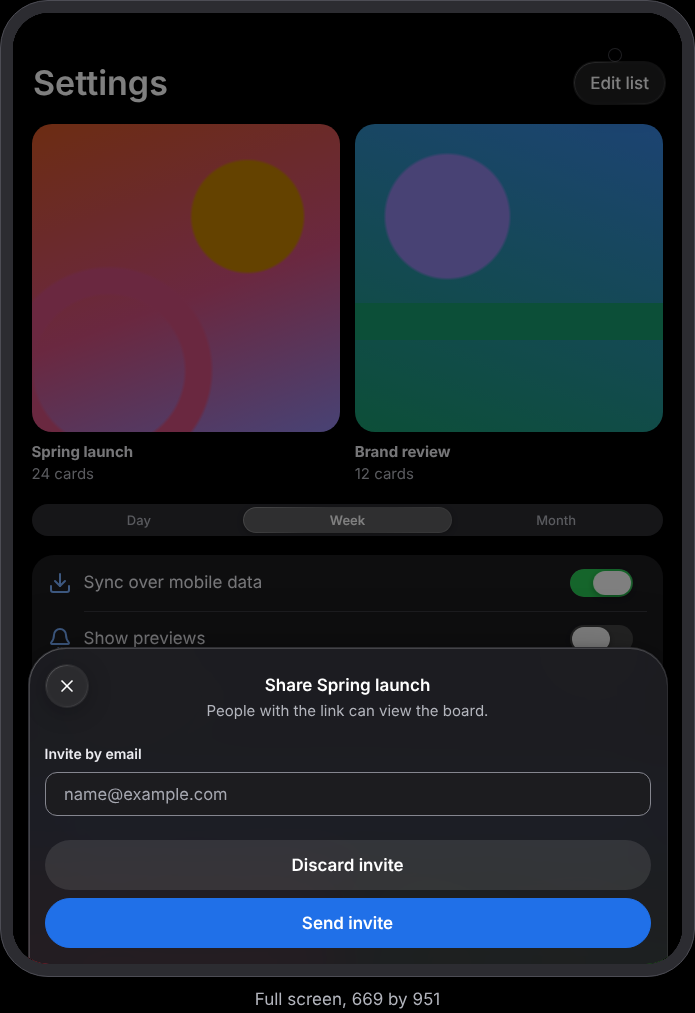 Settings
Edit list
Spring launch
24 cards
Brand review
12 cards
Day
Week
Month
Sync over mobile data
Show previews
Share Spring launch
People with the link can view the board.
Invite by email
name@example.com
Discard invite
Send invite
Full screen, 669 by 951